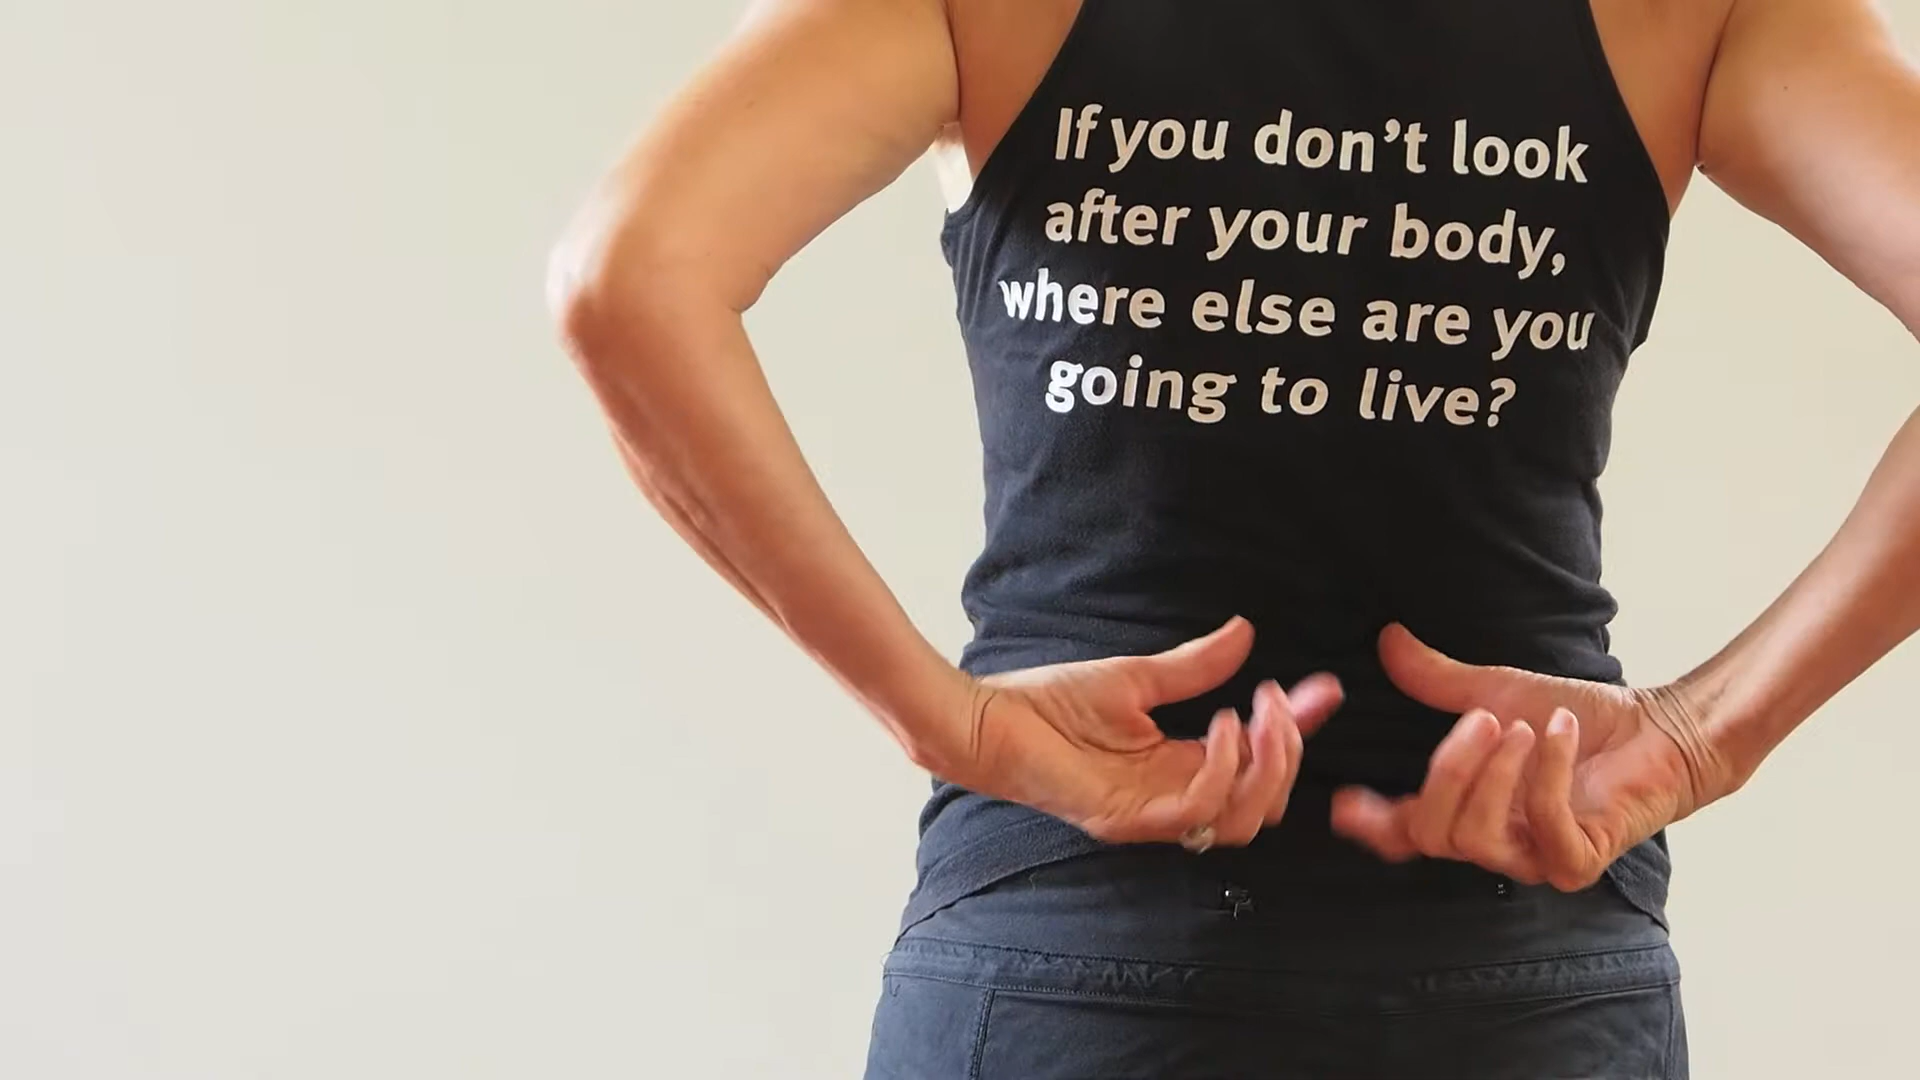 If you don’t look
after your body,
where else are you
going to live?